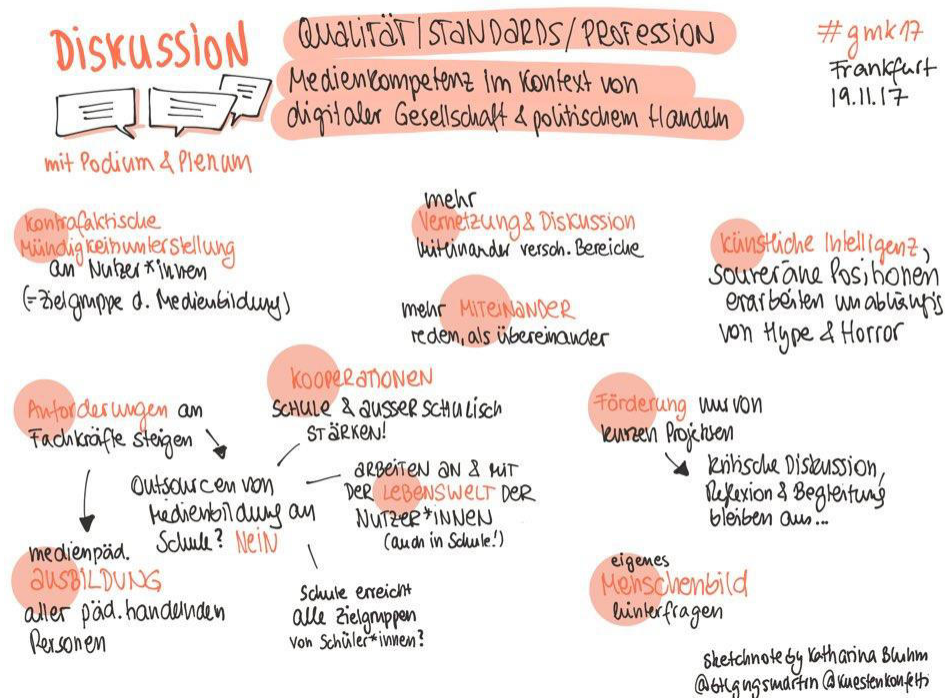 DISKUSSION
mit Podium & Plenum
QUALITÄT/STANDARDS/PROFESSION
Medienkompetenz im Kontext von
digitaler Gesellschaft & politischem Handeln
#gmk17
Frankfurt
19.11.17
kontrafaktische
Mündigkeitsunterstellung
an Nutzer*innen
(=Zielgruppe d. Medienbildung)
mehr
Vernetzung & Diskussion
miteinander versch. Bereiche
mehr MITEINANDER
reden, als übereinander
Künstliche Intelligenz,
souveräne Positionen
erarbeiten unabhängig
von Hype & Horror
Anforderungen an
Fachkräfte steigen
medienpäd.
AUSBILDUNG
aller päd. handelnden
Personen
Outsourcen von
Medienbildung an
Schule? NEIN
KOOPERATIONEN
SCHULE & AUSSERSCHULISCH
STÄRKEN!
ARBEITEN AN & MIT
DER LEBENSWELT DER
NUTZER*INNEN
(auch in Schule!)
Schule erreicht
alle Zielgruppen
von Schüler*innen?
Förderung nur von
kurzen Projekten
kritische Diskussion,
Reflexion & Begleitung
bleiben aus...
eigenes
Menschenbild
hinterfragen
Sketchnote by Katharina Bluhm
@kuestenkonfetti